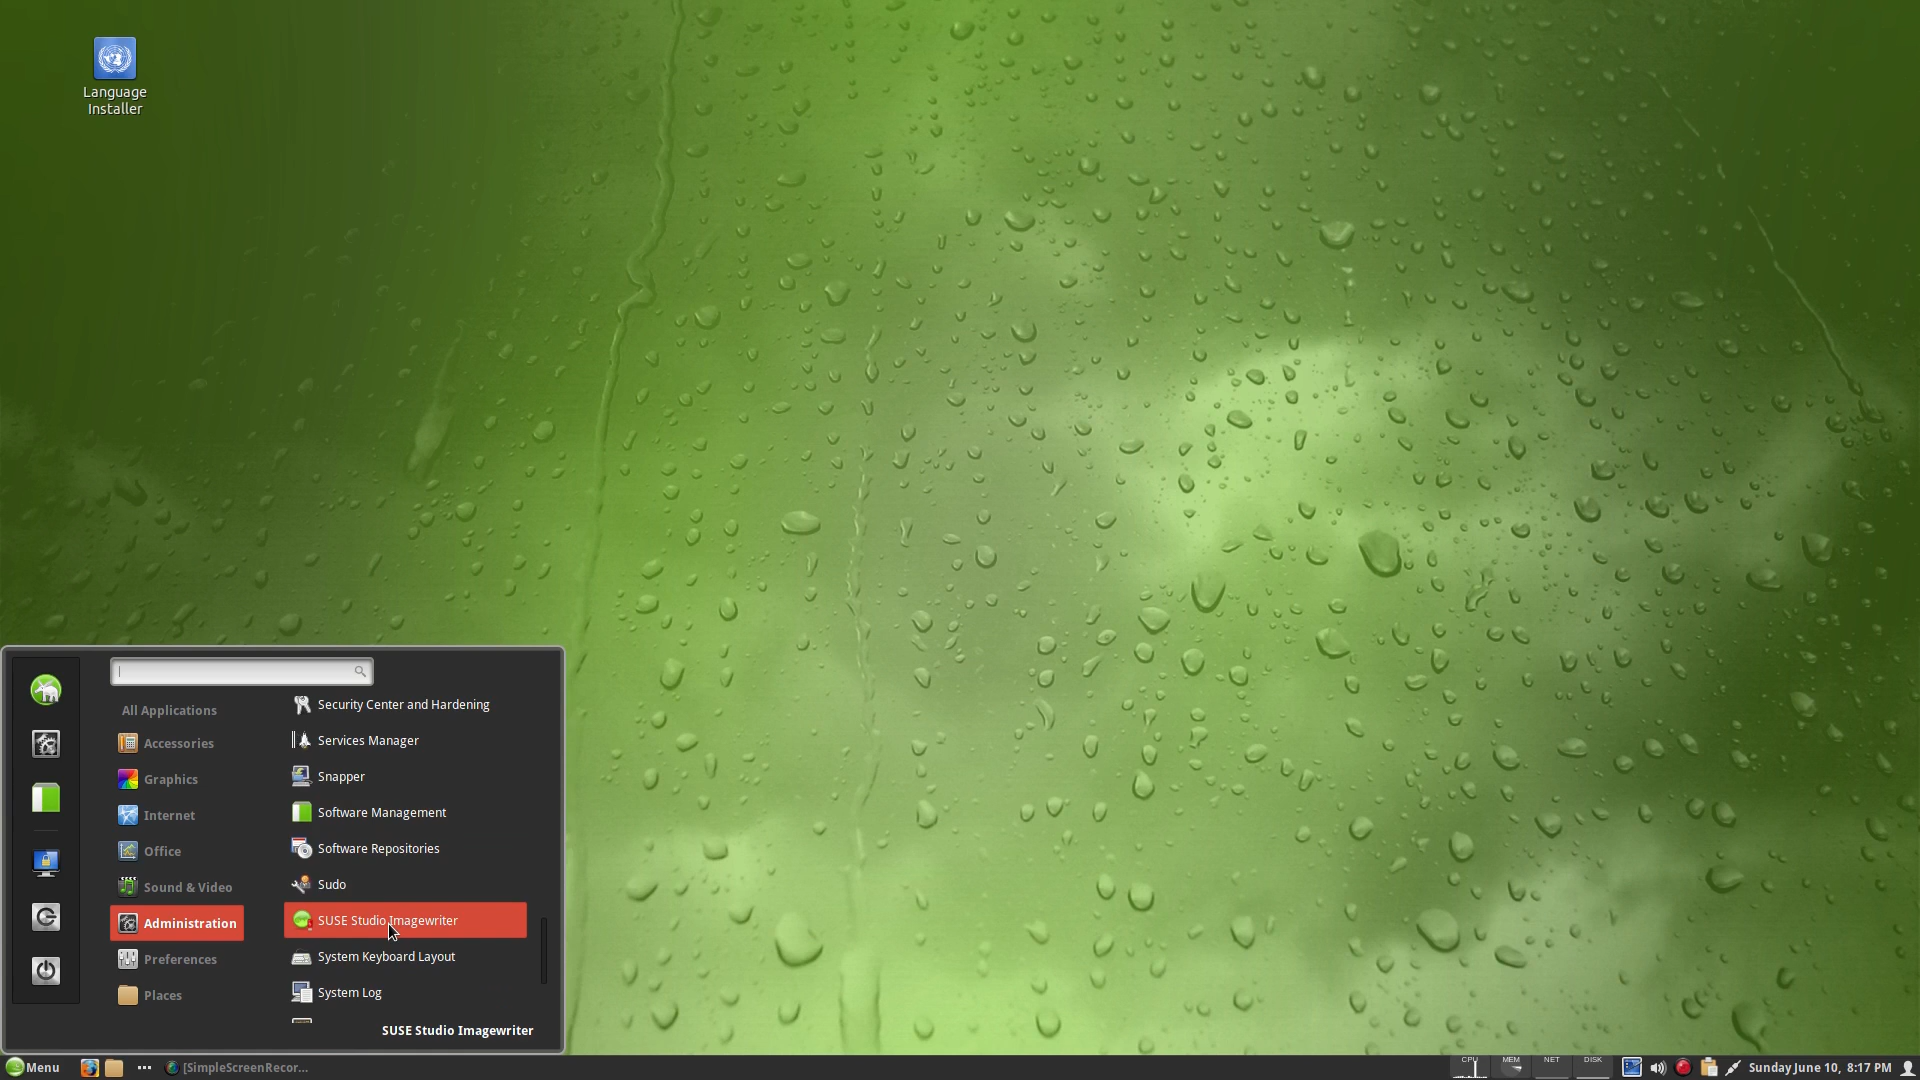 Language
Installer
All Applications
Accessories
Graphics
Internet
Office
Sound & Video
Administration
Preferences
Places
Security Center and Hardening
Services Manager
Snapper
Software Management
Software Repositories
Sudo
SUSE Studio Imagewriter
System Keyboard Layout
System Log
SUSE Studio Imagewriter
Menu
[SimpleScreenRecor...
CPU
MEM
NET
DISK
Sunday June 10, 8:17 PM